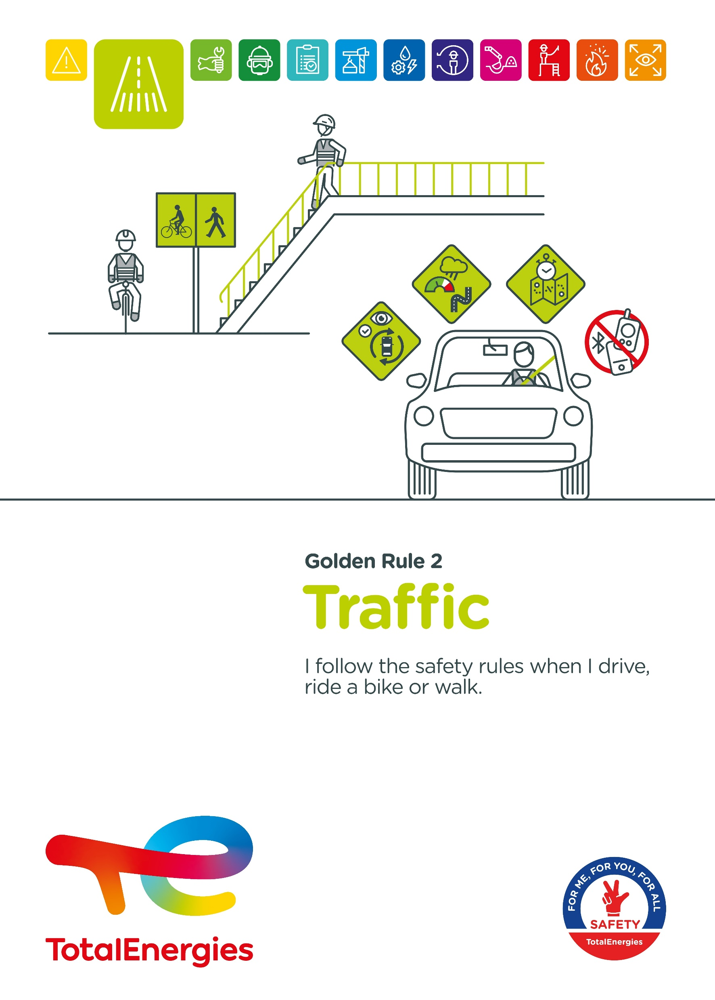 Golden Rule 2
Traffic
I follow the safety rules when I drive,
ride a bike or walk.
TotalEnergies
FOR ME, FOR YOU, FOR ALL
SAFETY
TotalEnergies